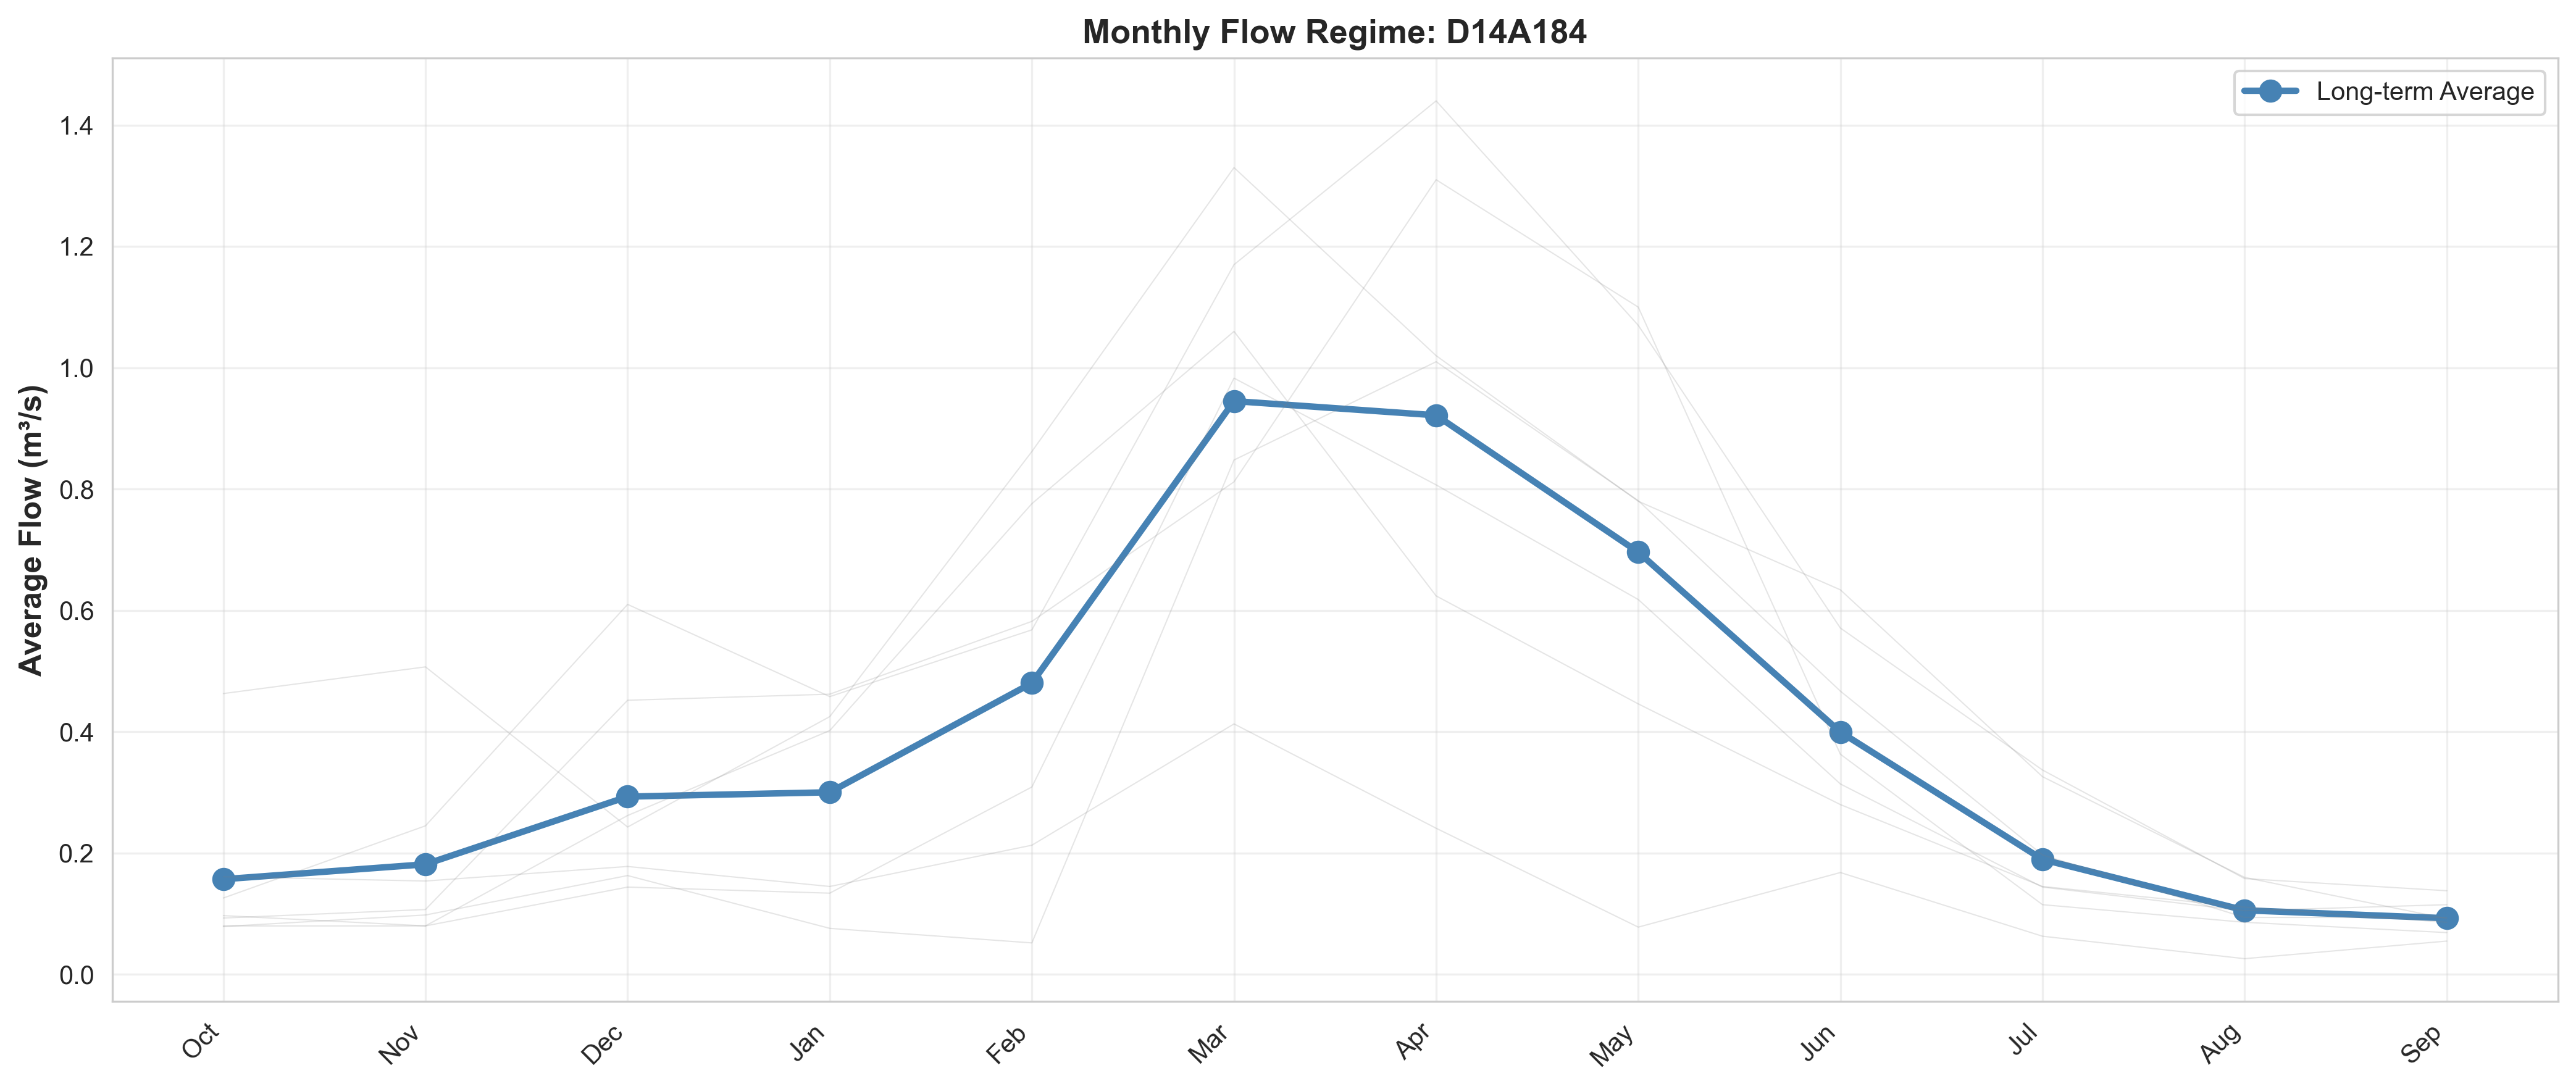 Monthly Flow Regime: D14A184
Long-term Average
Average Flow (m³/s)
1.4
1.2
1.0
0.8
0.6
0.4
0.2
0.0
Oct
Nov
Dec
Jan
Feb
Mar
Apr
May
Jun
Jul
Aug
Sep